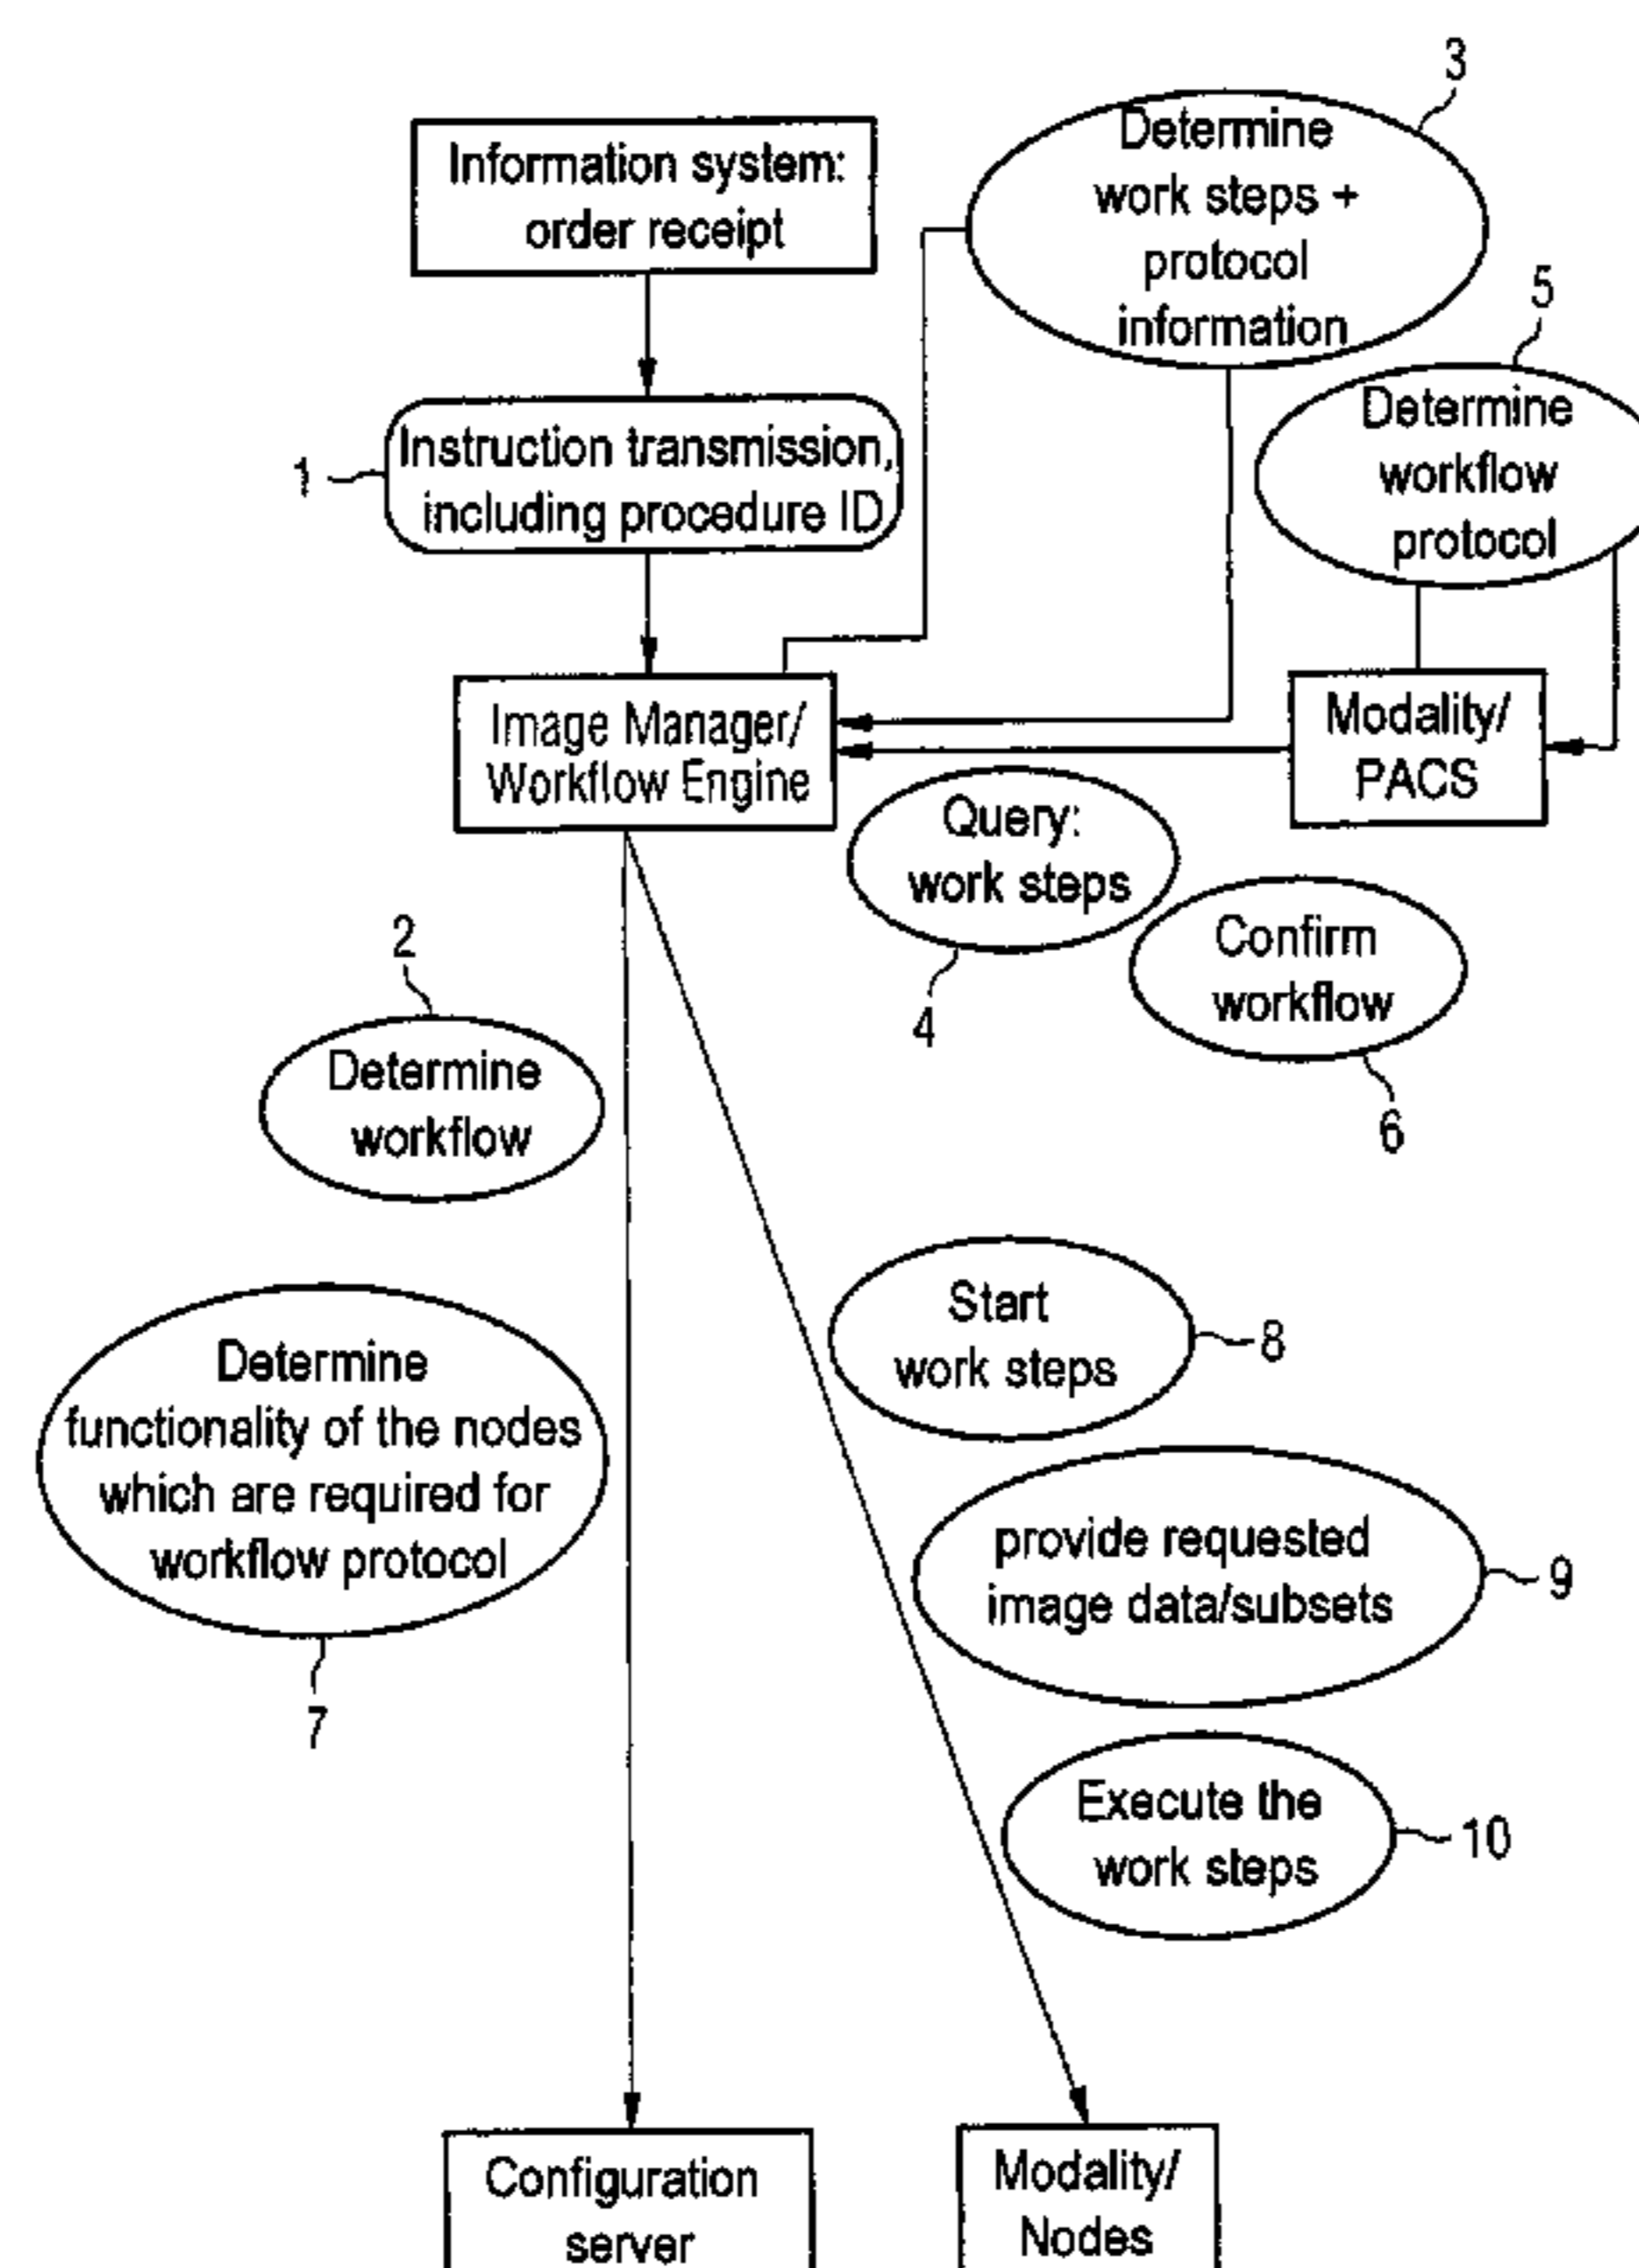 3
Information system:
order receipt
Determine
work steps +
protocol
information
5
Determine
workflow
protocol
1
Instruction transmission,
including procedure ID
Image Manager/
Workflow Engine
Modality/
PACS
Query:
work steps
4
Confirm
workflow
6
2
Determine
workflow
Start
work steps
8
Determine
functionality of the nodes
which are required for
workflow protocol
7
provide requested
image data/subsets
9
Execute the
work steps
10
Configuration
server
Modality/
Nodes